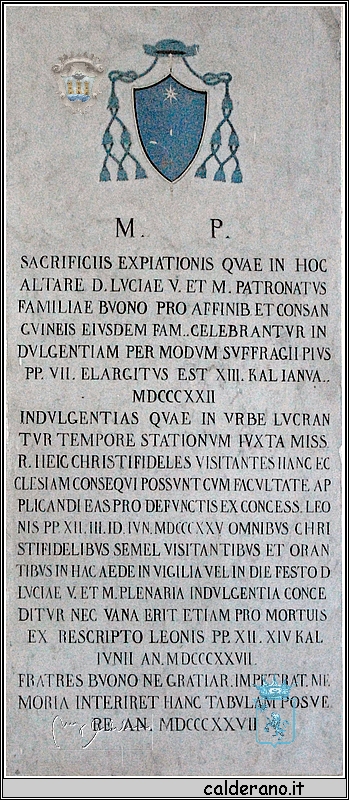 M. P.
SACRIFICIIS EXPIATIONIS QVAE IN HOC
ALTARE D. LVCIAE V. ET M. PATRONATVS
FAMILIAE BVONO PRO AFFINIB ET CONSAN
GVINEIS EIVSDEM FAM.. CELEBRANTVR IN
DVLGENTIAM PER MODVM SVFFRAGII PIVS
PP. VII. ELARGITVS EST XIII. KAL IANVA..
MDCCCXXII
INDVLGENTIAS QVAE IN VRBE LVCRAN
TVR TEMPORE STATIONVM IVXTA MISS.
R. HEIC CHRISTIFIDELES VISITANTES HANC EC
CLESIAM CONSEQVI POSSVNT CVM FACVLTATE AP
PLICANDI EAS PRO DEFVNCTIS EX CONCESS. LEO
NIS PP. XII. III. ID. IVN. MDCCCXXV OMNIBVS CHRI
STIFIDELIBVS SEMEL VISITANTIBVS ET ORAN
TIBVS IN HAC AEDE IN VIGILIA VEL IN DIE FESTO D
LVCIAE V. ET M. PLENARIA INDVLGENTIA CONCE
DITVR NEC VANA ERIT ETIAM PRO MORTVIS
EX RESCRIPTO LEONIS PP. XII. XIV KAL
IVNII AN. MDCCCXXVII.
FRATRES BVONO NE GRATIAR. IMPETRAT. ME
MORIA INTERIRET HANC TABVLAM POSVE
RE AN. MDCCCXXVII
calderano.it